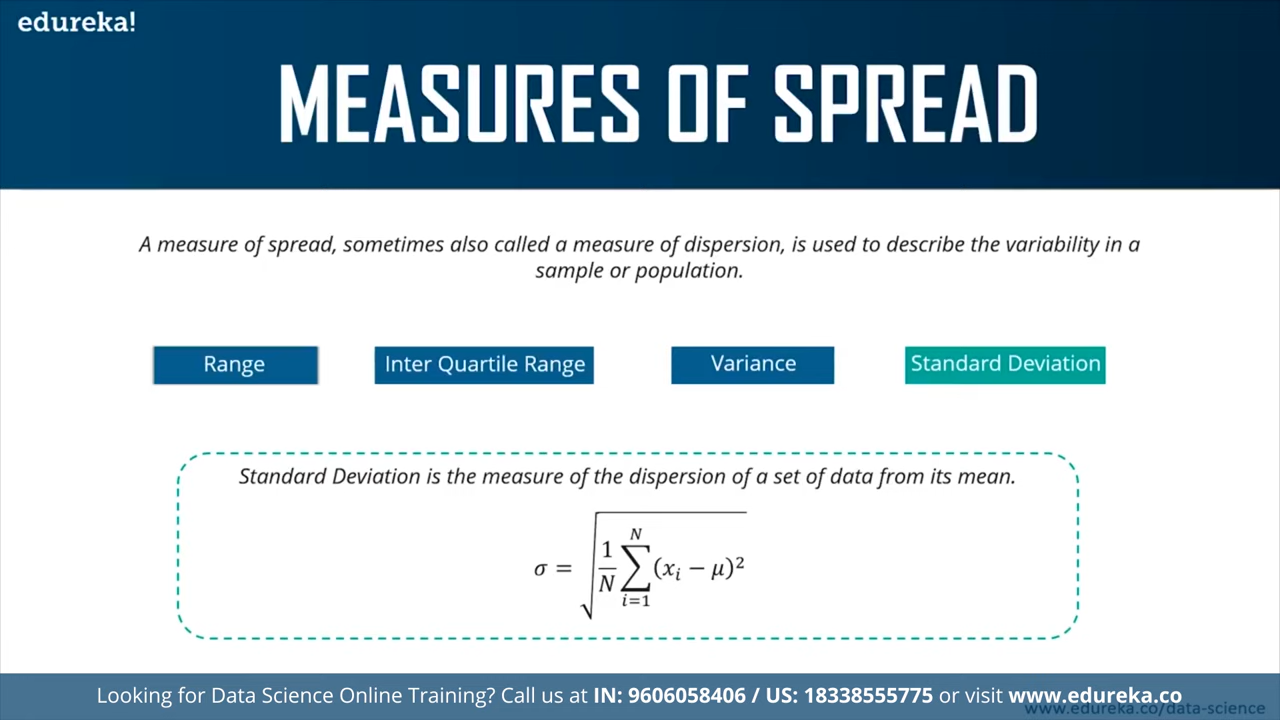 edureka!
MEASURES OF SPREAD
A measure of spread, sometimes also called a measure of dispersion, is used to describe the variability in a
sample or population.
Range
Inter Quartile Range
Variance
Standard Deviation
Standard Deviation is the measure of the dispersion of a set of data from its mean.
σ = √(1/N ∑_{i=1}^{N} (x_i − μ)²)
Looking for Data Science Online Training? Call us at IN: 9606058406 / US: 18338555775 or visit www.edureka.co
www.edureka.co/data-science